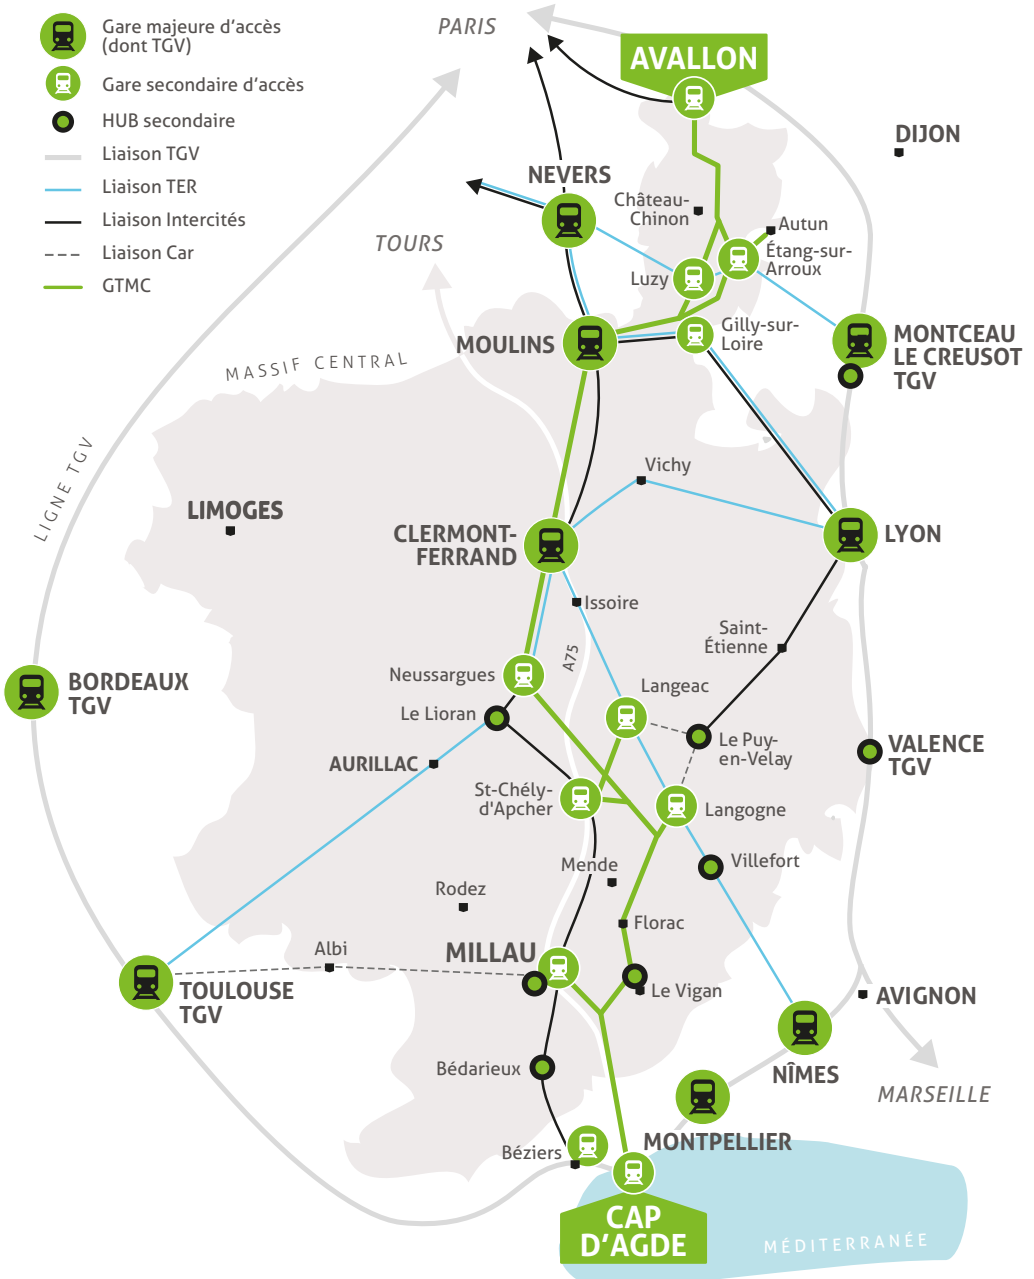 Gare majeure d'accès
(dont TGV)
Gare secondaire d'accès
HUB secondaire
Liaison TGV
Liaison TER
Liaison Intercités
Liaison Car
GTMC
PARIS
AVALLON
DIJON
NEVERS
Château-
Chinon
Autun
TOURS
Étang-sur-
Arroux
Luzy
Gilly-sur-
Loire
MOULINS
MONTCEAU
LE CREUSOT
TGV
MASSIF CENTRAL
LIGNE TGV
Vichy
LIMOGES
CLERMONT-
FERRAND
LYON
Issoire
Saint-
Étienne
A75
Neussargues
Langeac
BORDEAUX
TGV
Le Lioran
Le Puy-
en-Velay
VALENCE
TGV
AURILLAC
St-Chély-
d'Apcher
Langogne
Mende
Villefort
Rodez
Florac
Albi
MILLAU
TOULOUSE
TGV
Le Vigan
AVIGNON
Bédarieux
NÎMES
MARSEILLE
MONTPELLIER
Béziers
CAP
D'AGDE
MÉDITERRANÉE